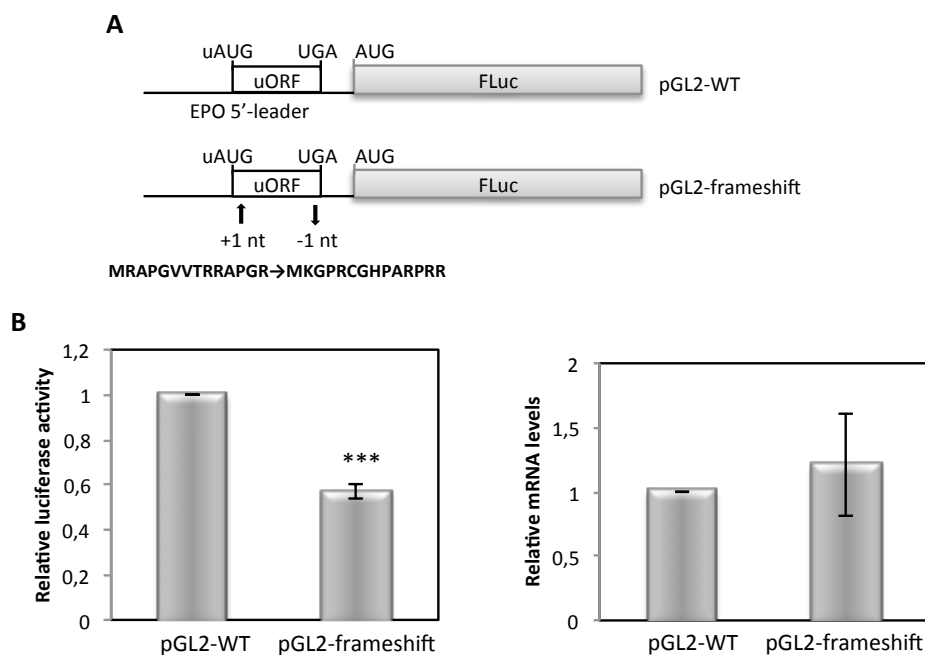 A
uAUG UGA AUG
uORF FLuc pGL2-WT
EPO 5’-leader
uAUG UGA AUG
uORF FLuc pGL2-frameshift
+1 nt -1 nt
MRAPGVVTRRAPGR→MKGPRCGHPARPRR
B
Relative luciferase activity
1,2
1
0,8
0,6
0,4
0,2
0
***
pGL2-WT pGL2-frameshift
Relative mRNA levels
2
1,5
1
0,5
0
pGL2-WT pGL2-frameshift